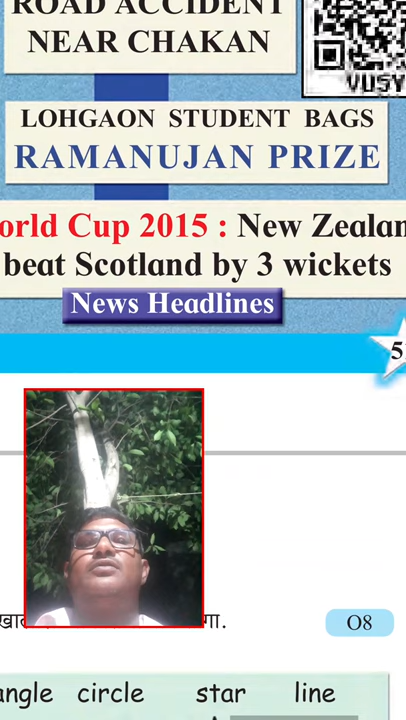 ROAD ACCIDENT
NEAR CHAKAN
VUSY
LOHGAON STUDENT BAGS
RAMANUJAN PRIZE
orld Cup 2015 : New Zealan
beat Scotland by 3 wickets
News Headlines
5
गा.
O8
angle circle star line